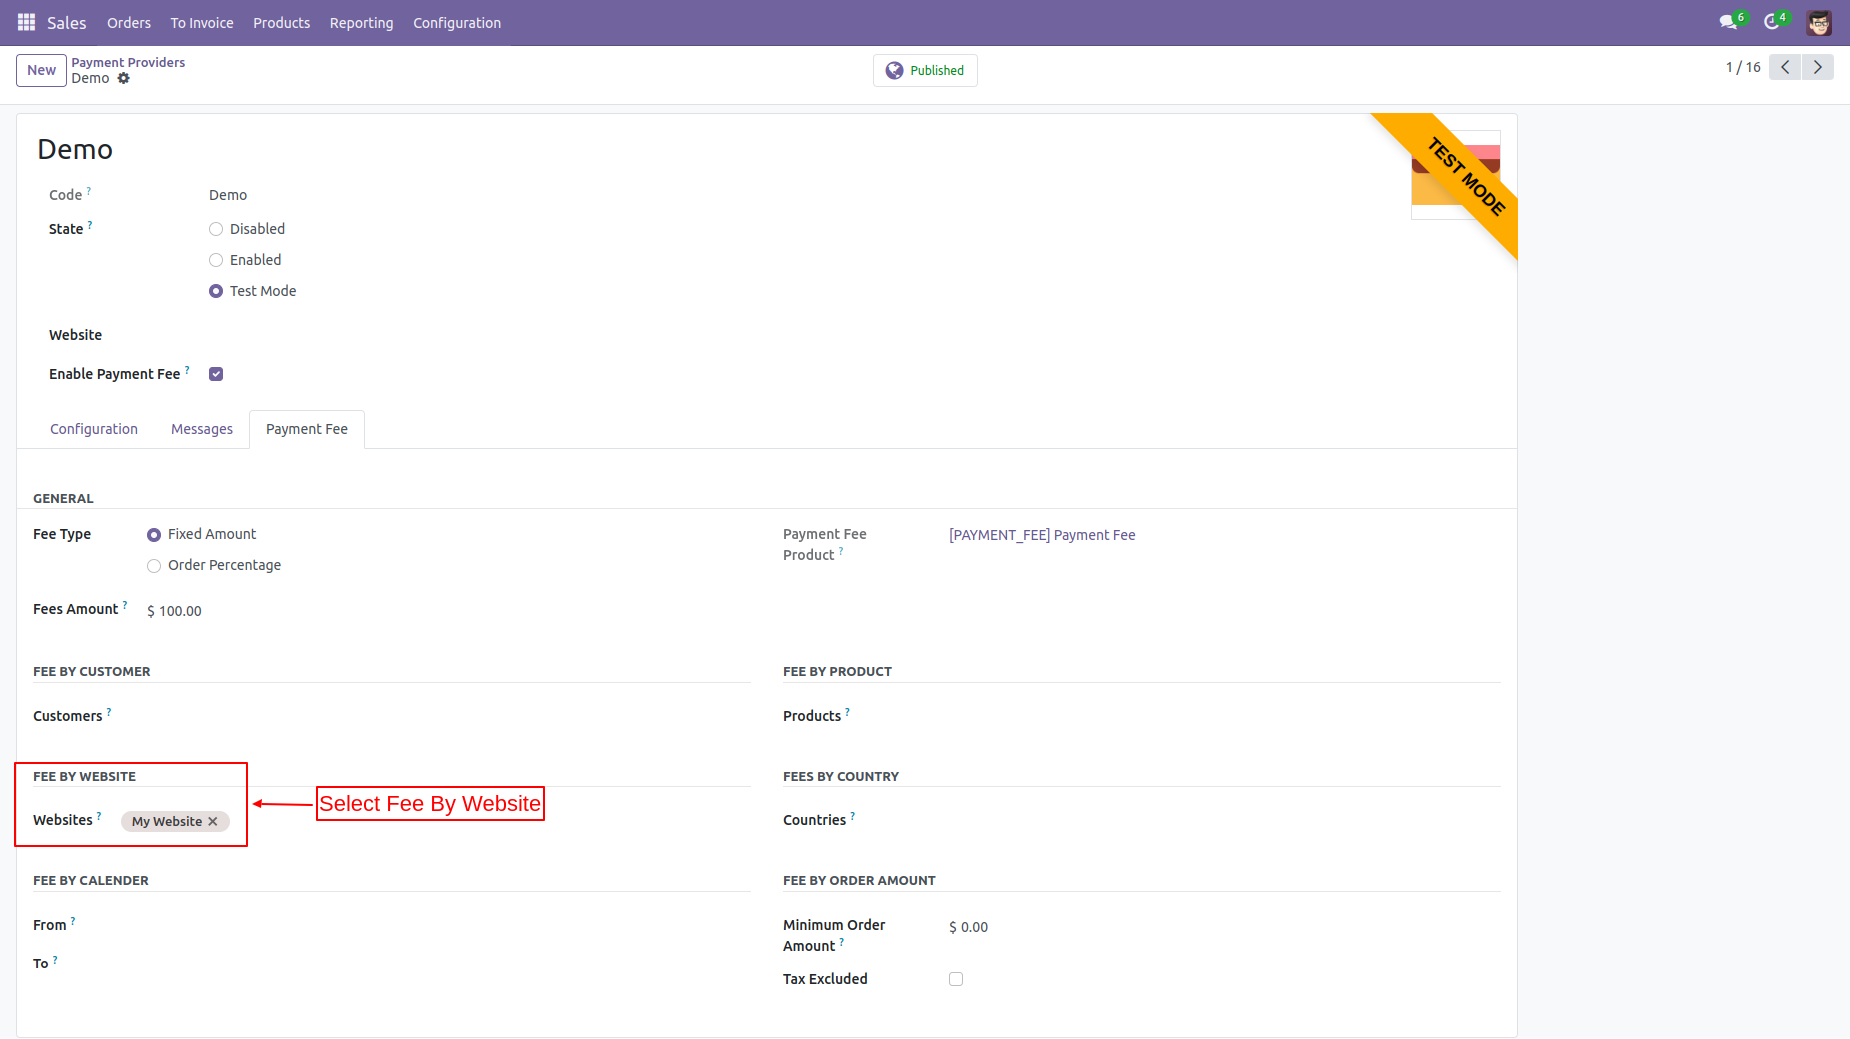 Sales Orders To Invoice Products Reporting Configuration 6 4
New Payment Providers
Demo
Published
1 / 16
TEST MODE
Demo
Code ? Demo
State ? Disabled
Enabled
Test Mode
Website
Enable Payment Fee ?
Configuration Messages Payment Fee
GENERAL
Fee Type Fixed Amount
Order Percentage
Payment Fee
Product ?
[PAYMENT_FEE] Payment Fee
Fees Amount ? $ 100.00
FEE BY CUSTOMER
Customers ?
FEE BY PRODUCT
Products ?
FEE BY WEBSITE
Websites ? My Website ×
Select Fee By Website
FEES BY COUNTRY
Countries ?
FEE BY CALENDER
From ?
To ?
FEE BY ORDER AMOUNT
Minimum Order
Amount ?
$ 0.00
Tax Excluded